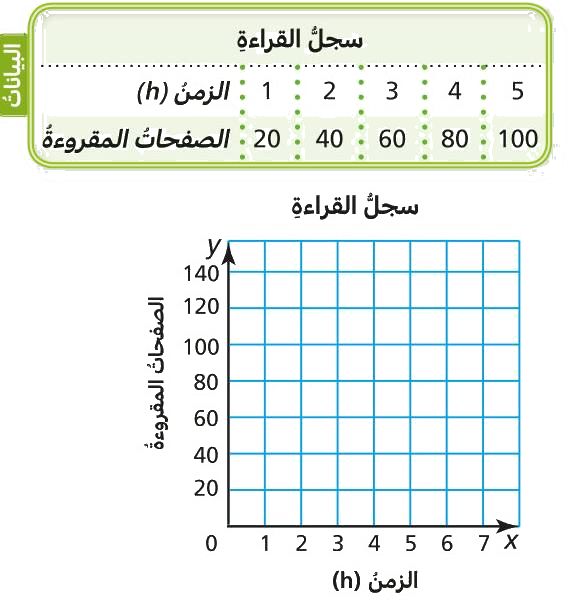 سجلُّ القراءةِ
البياناتُ
الزمنُ (h) 1 2 3 4 5
الصفحاتُ المقروءةُ 20 40 60 80 100
سجلُّ القراءةِ
y
140
120
100
80
60
40
20
الصفحاتُ المقروءةُ
0 1 2 3 4 5 6 7 x
الزمنُ (h)